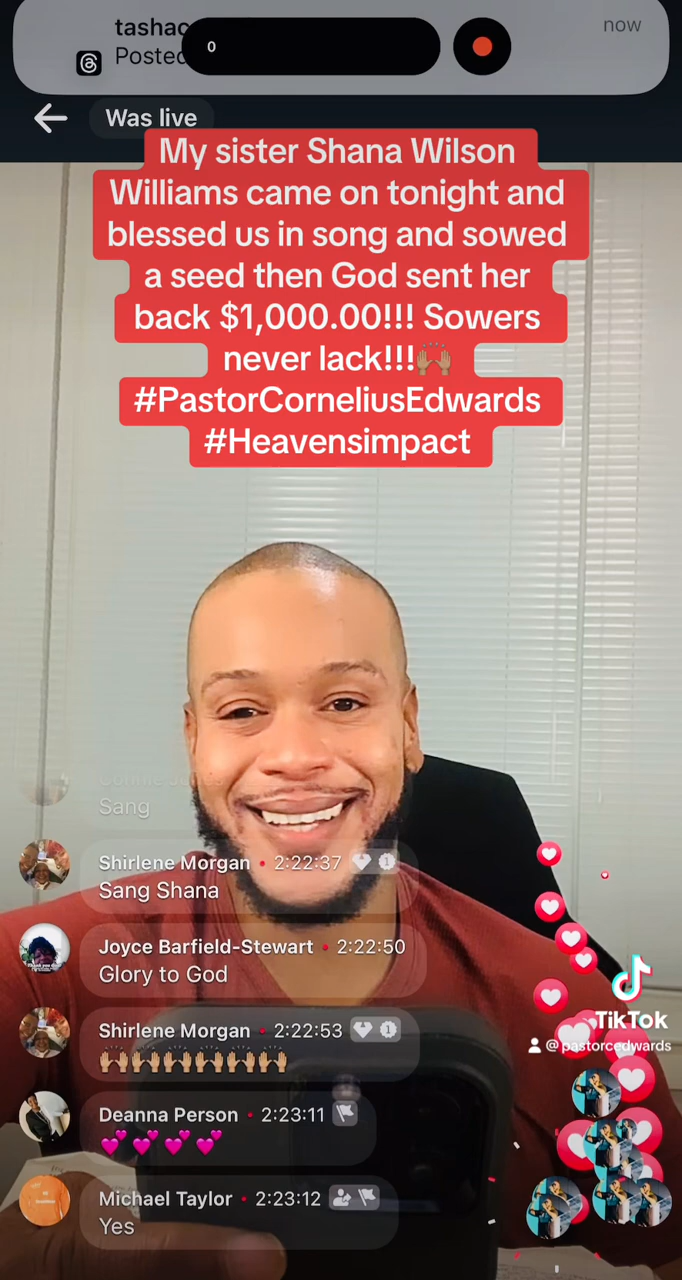 tashac
now
Posted
0
Was live
My sister Shana Wilson
Williams came on tonight and
blessed us in song and sowed
a seed then God sent her
back $1,000.00!!! Sowers
never lack!!!🙌🏽
#PastorCorneliusEdwards
#Heavensimpact
Sang
Shirlene Morgan • 2:22:37
Sang Shana
Joyce Barfield-Stewart • 2:22:50
Glory to God
Shirlene Morgan • 2:22:53
🙌🏽🙌🏽🙌🏽🙌🏽🙌🏽🙌🏽
Deanna Person • 2:23:11
💕💕💕💕
Michael Taylor • 2:23:12
Yes
TikTok
@pastorcedwards